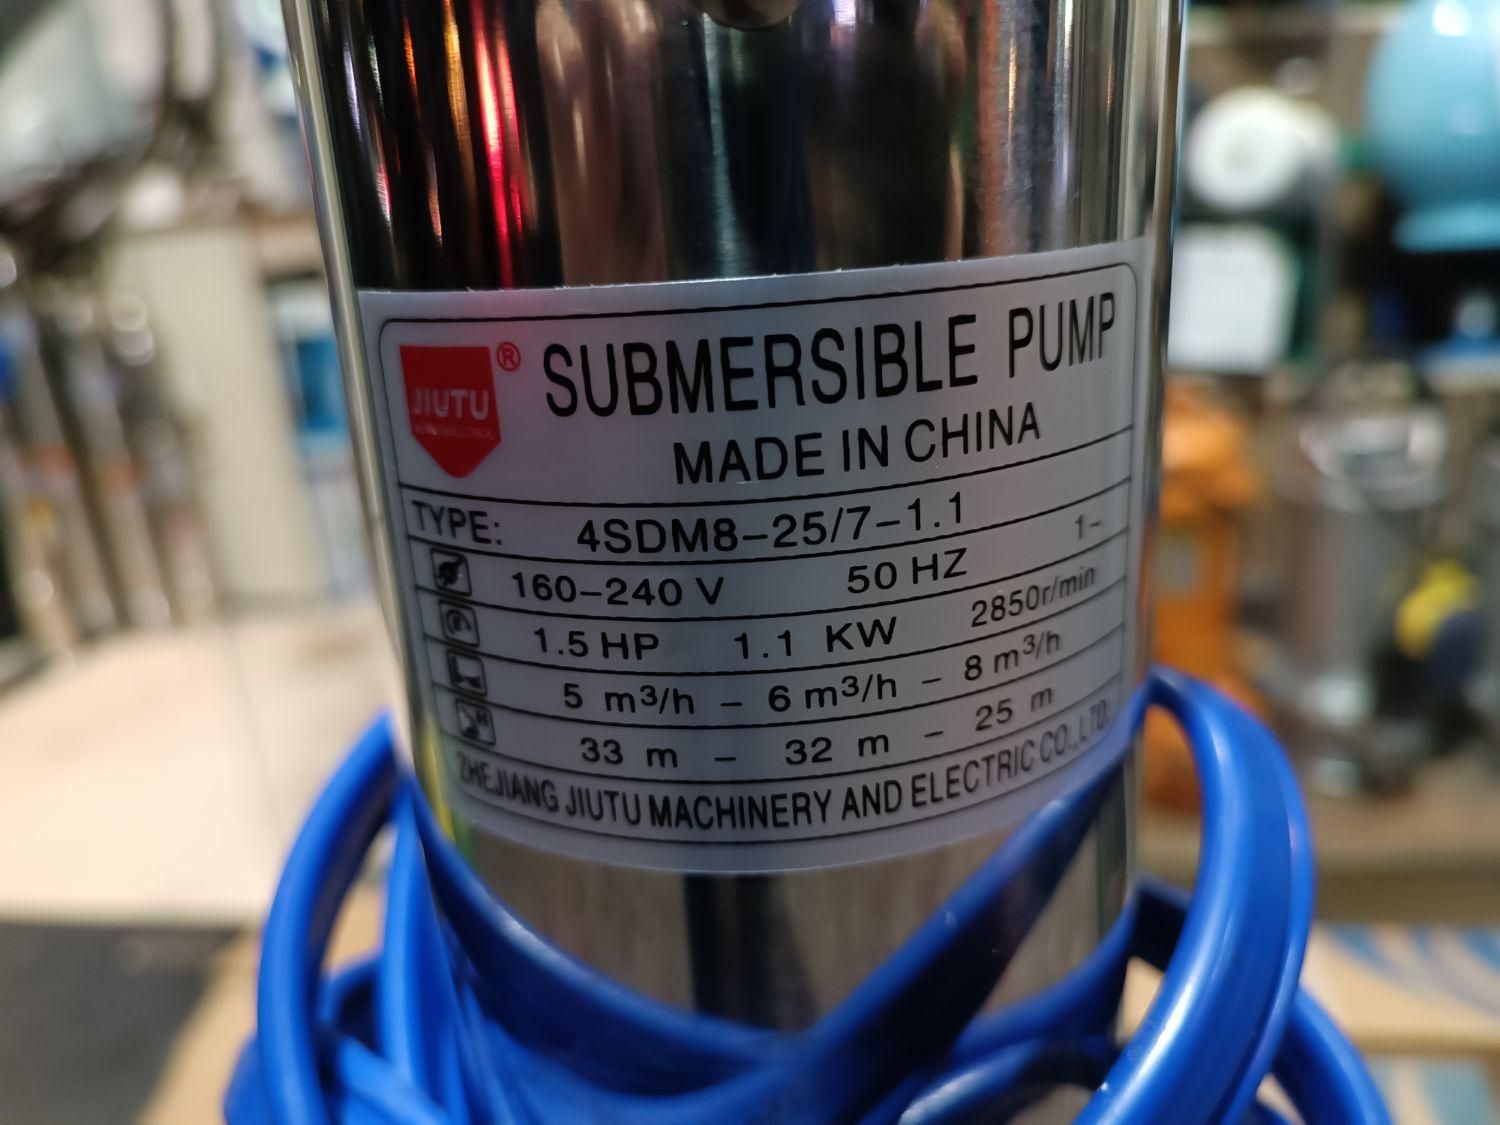 JIUTU
®
SUBMERSIBLE PUMP
MADE IN CHINA
TYPE: 4SDM8-25/7-1.1
160-240 V 50 HZ 1~
1.5 HP 1.1 KW 2850r/min
5 m³/h - 6 m³/h - 8 m³/h
33 m - 32 m - 25 m
ZHEJIANG JIUTU MACHINERY AND ELECTRIC CO.,LTD.